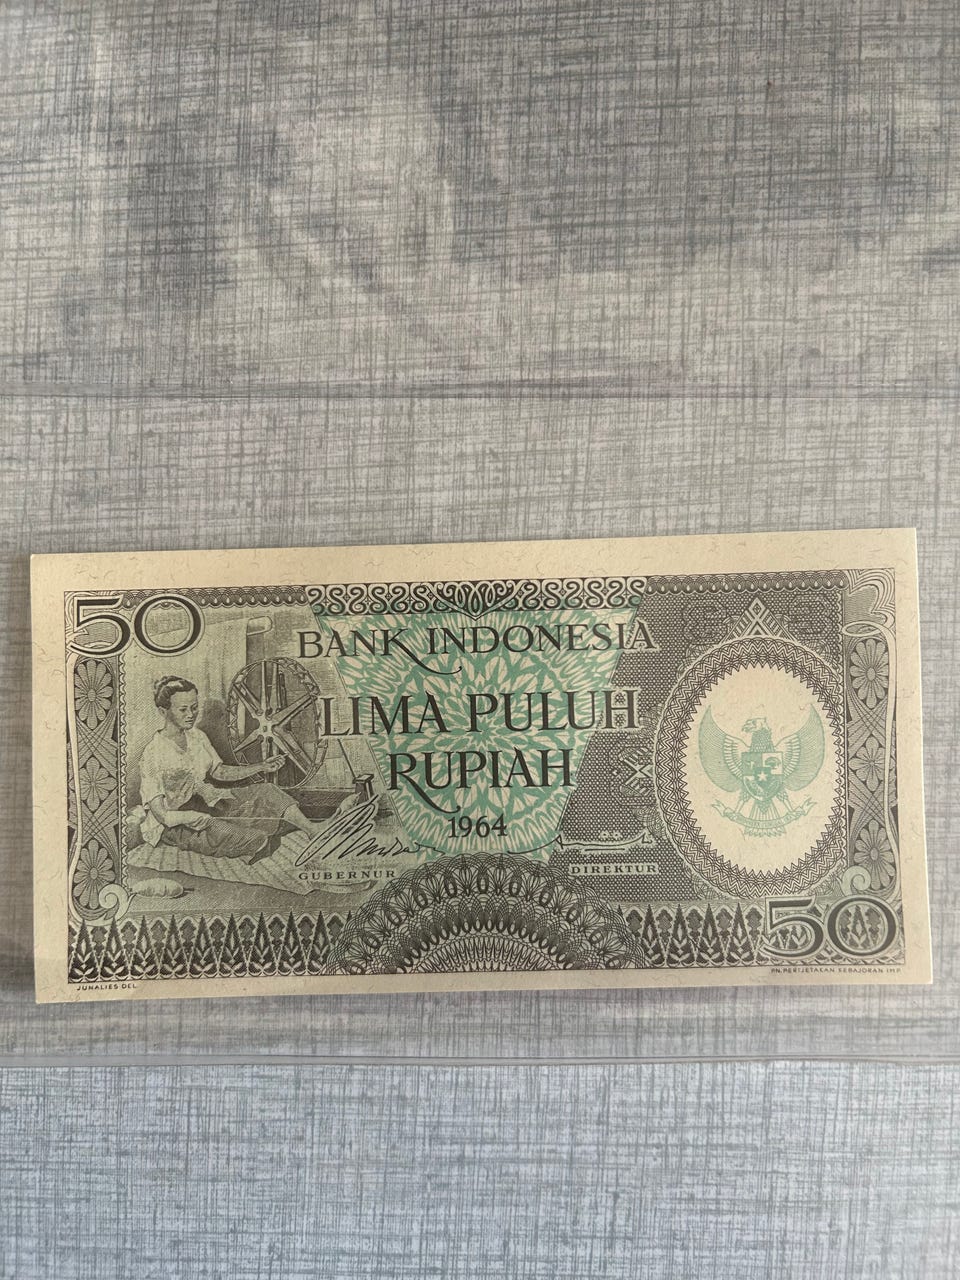 50
BANK INDONESIA
LIMA PULUH
RUPIAH
1964
GUBERNUR
DIREKTUR
50
JUNALIES DEL.
PN. PERTJETAKAN KEBAJORAN IMP.